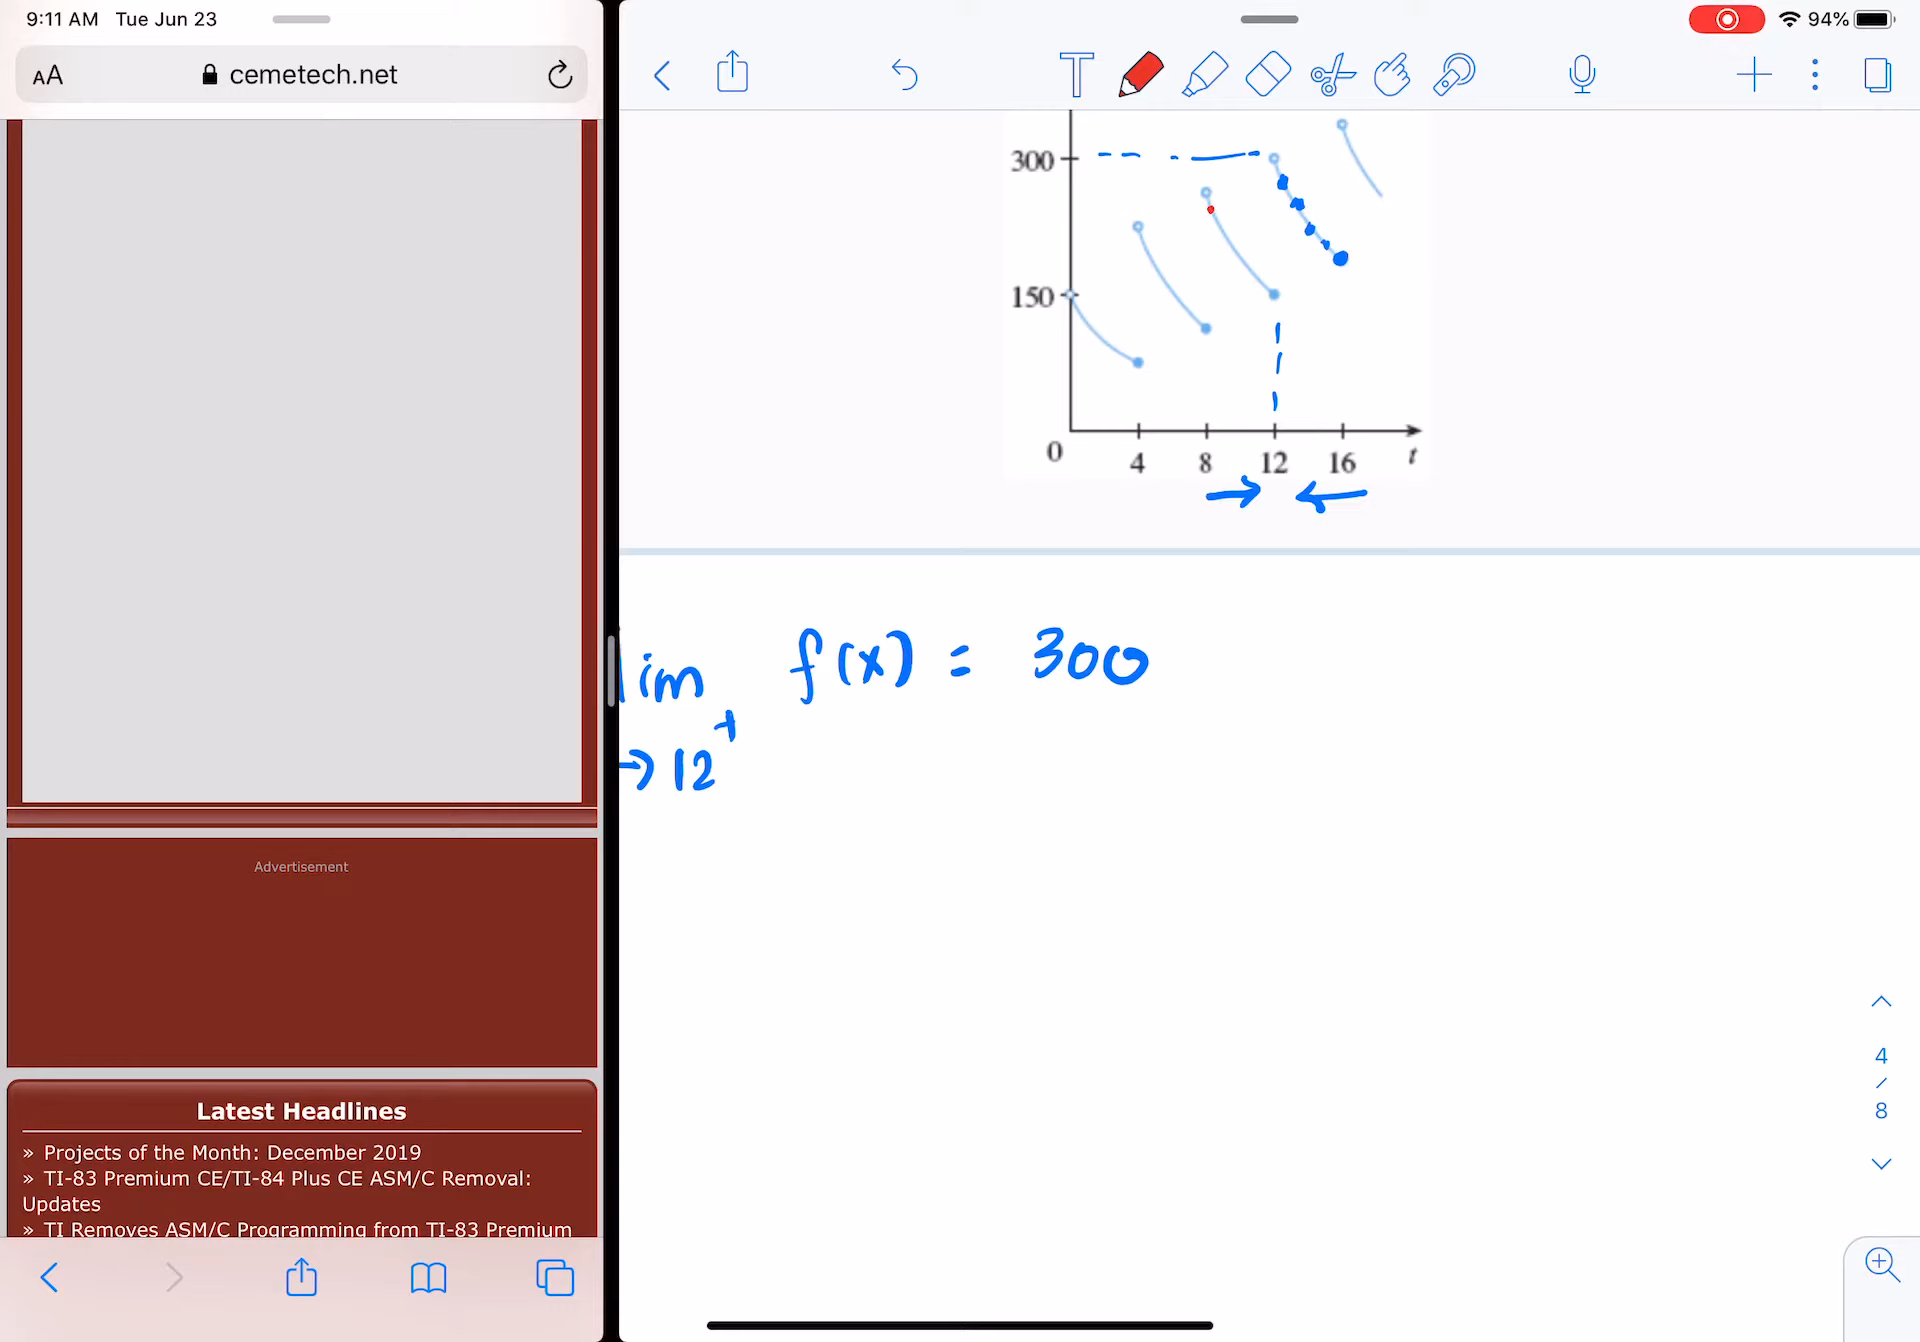 9:11 AM Tue Jun 23
94%
AA cemetech.net
Advertisement
Latest Headlines
» Projects of the Month: December 2019
» TI-83 Premium CE/TI-84 Plus CE ASM/C Removal:
Updates
» TI Removes ASM/C Programming from TI-83 Premium
T
300
150
0 4 8 12 16 t
lim f(x) = 300
→ 12⁺
4
/
8